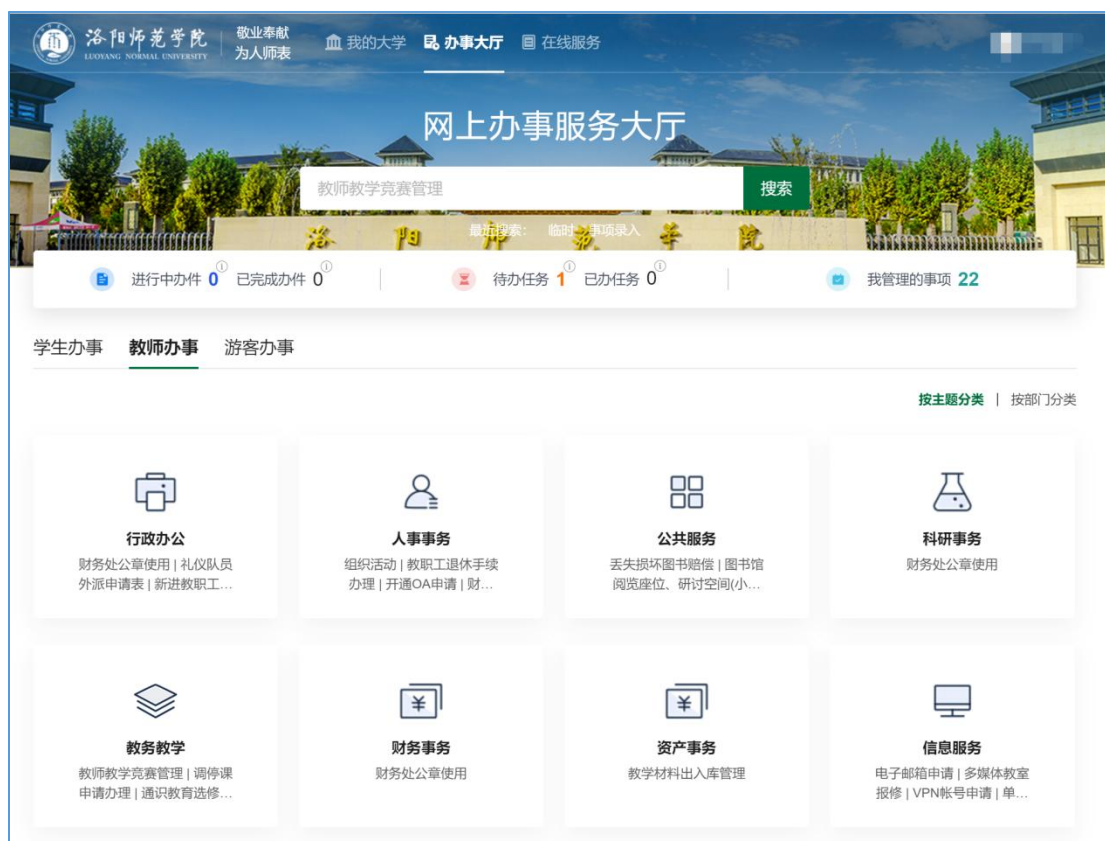 洛阳师范学院
LUOYANG NORMAL UNIVERSITY
敬业奉献
为人师表
我的大学 办事大厅 在线服务
网上办事服务大厅
教师教学竞赛管理 搜索
最近搜索: 临时 事项录入
洛阳师范学院
进行中办件 0 已完成办件 0 待办任务 1 已办任务 0 我管理的事项 22
学生办事 教师办事 游客办事
按主题分类 | 按部门分类
行政办公
财务处公章使用 | 礼仪队员
外派申请表 | 新进教职工...
人事事务
组织活动 | 教职工退休手续
办理 | 开通OA申请 | 财...
公共服务
丢失损坏图书赔偿 | 图书馆
阅览座位、研讨空间(小...
科研事务
财务处公章使用
教务教学
教师教学竞赛管理 | 调停课
申请办理 | 通识教育选修...
财务事务
财务处公章使用
资产事务
教学材料出入库管理
信息服务
电子邮箱申请 | 多媒体教室
报修 | VPN帐号申请 | 单...